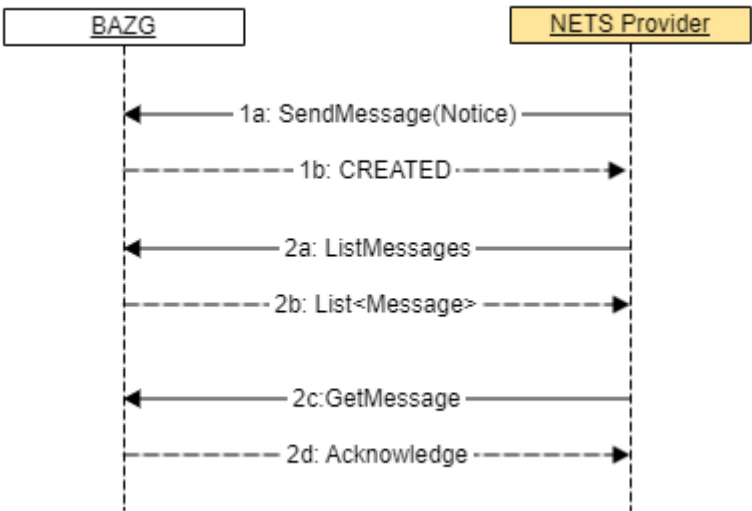 BAZG
NETS Provider
1a: SendMessage(Notice)
1b: CREATED
2a: ListMessages
2b: List<Message>
2c:GetMessage
2d: Acknowledge